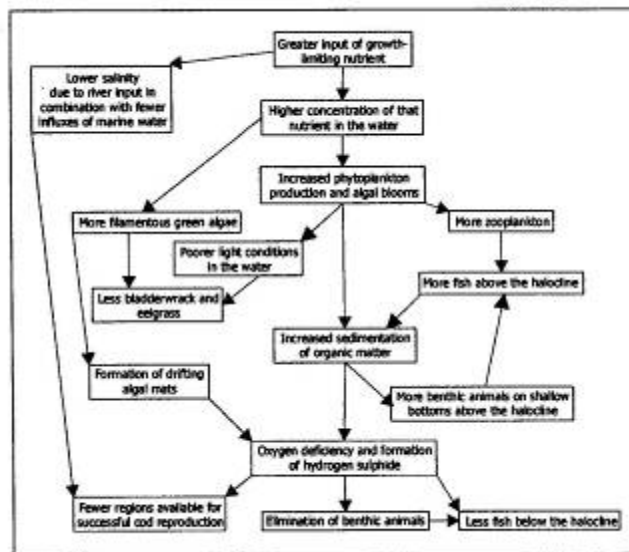 Greater input of growth-
limiting nutrient
Lower salinity
due to river input in
combination with fewer
influxes of marine water
Higher concentration of that
nutrient in the water
Increased phytoplankton
production and algal blooms
More filamentous green algae
More zooplankton
Poorer light conditions
in the water
More fish above the halocline
Less bladderwrack and
eelgrass
Increased sedimentation
of organic matter
Formation of drifting
algal mats
More benthic animals on shallow
bottoms above the halocline
Oxygen deficiency and formation
of hydrogen sulphide
Fewer regions available for
successful cod reproduction
Elimination of benthic animals
Less fish below the halocline